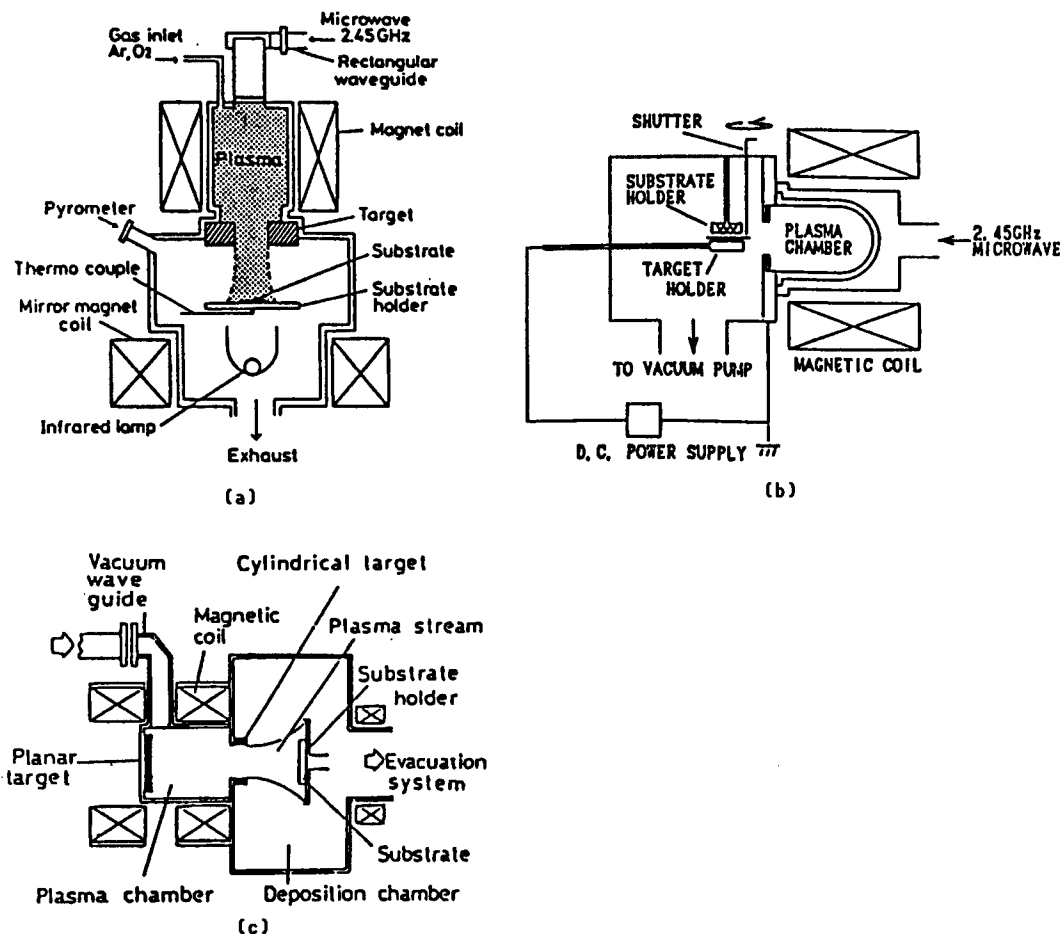 Microwave
2.45GHz
Gas inlet
Ar,O2
Rectangular
waveguide
Magnet coil
Plasma
Pyrometer
Target
Thermo couple
Substrate
Substrate
holder
Mirror magnet
coil
Infrared lamp
Exhaust
(a)
SHUTTER
SUBSTRATE
HOLDER
PLASMA
CHAMBER
2.45GHz
MICROWAVE
TARGET
HOLDER
TO VACUUM PUMP
MAGNETIC COIL
D.C. POWER SUPPLY
(b)
Vacuum
wave
guide
Cylindrical target
Magnetic
coil
Plasma stream
Substrate
holder
Planar
target
Evacuation
system
Substrate
Plasma chamber
Deposition chamber
(c)